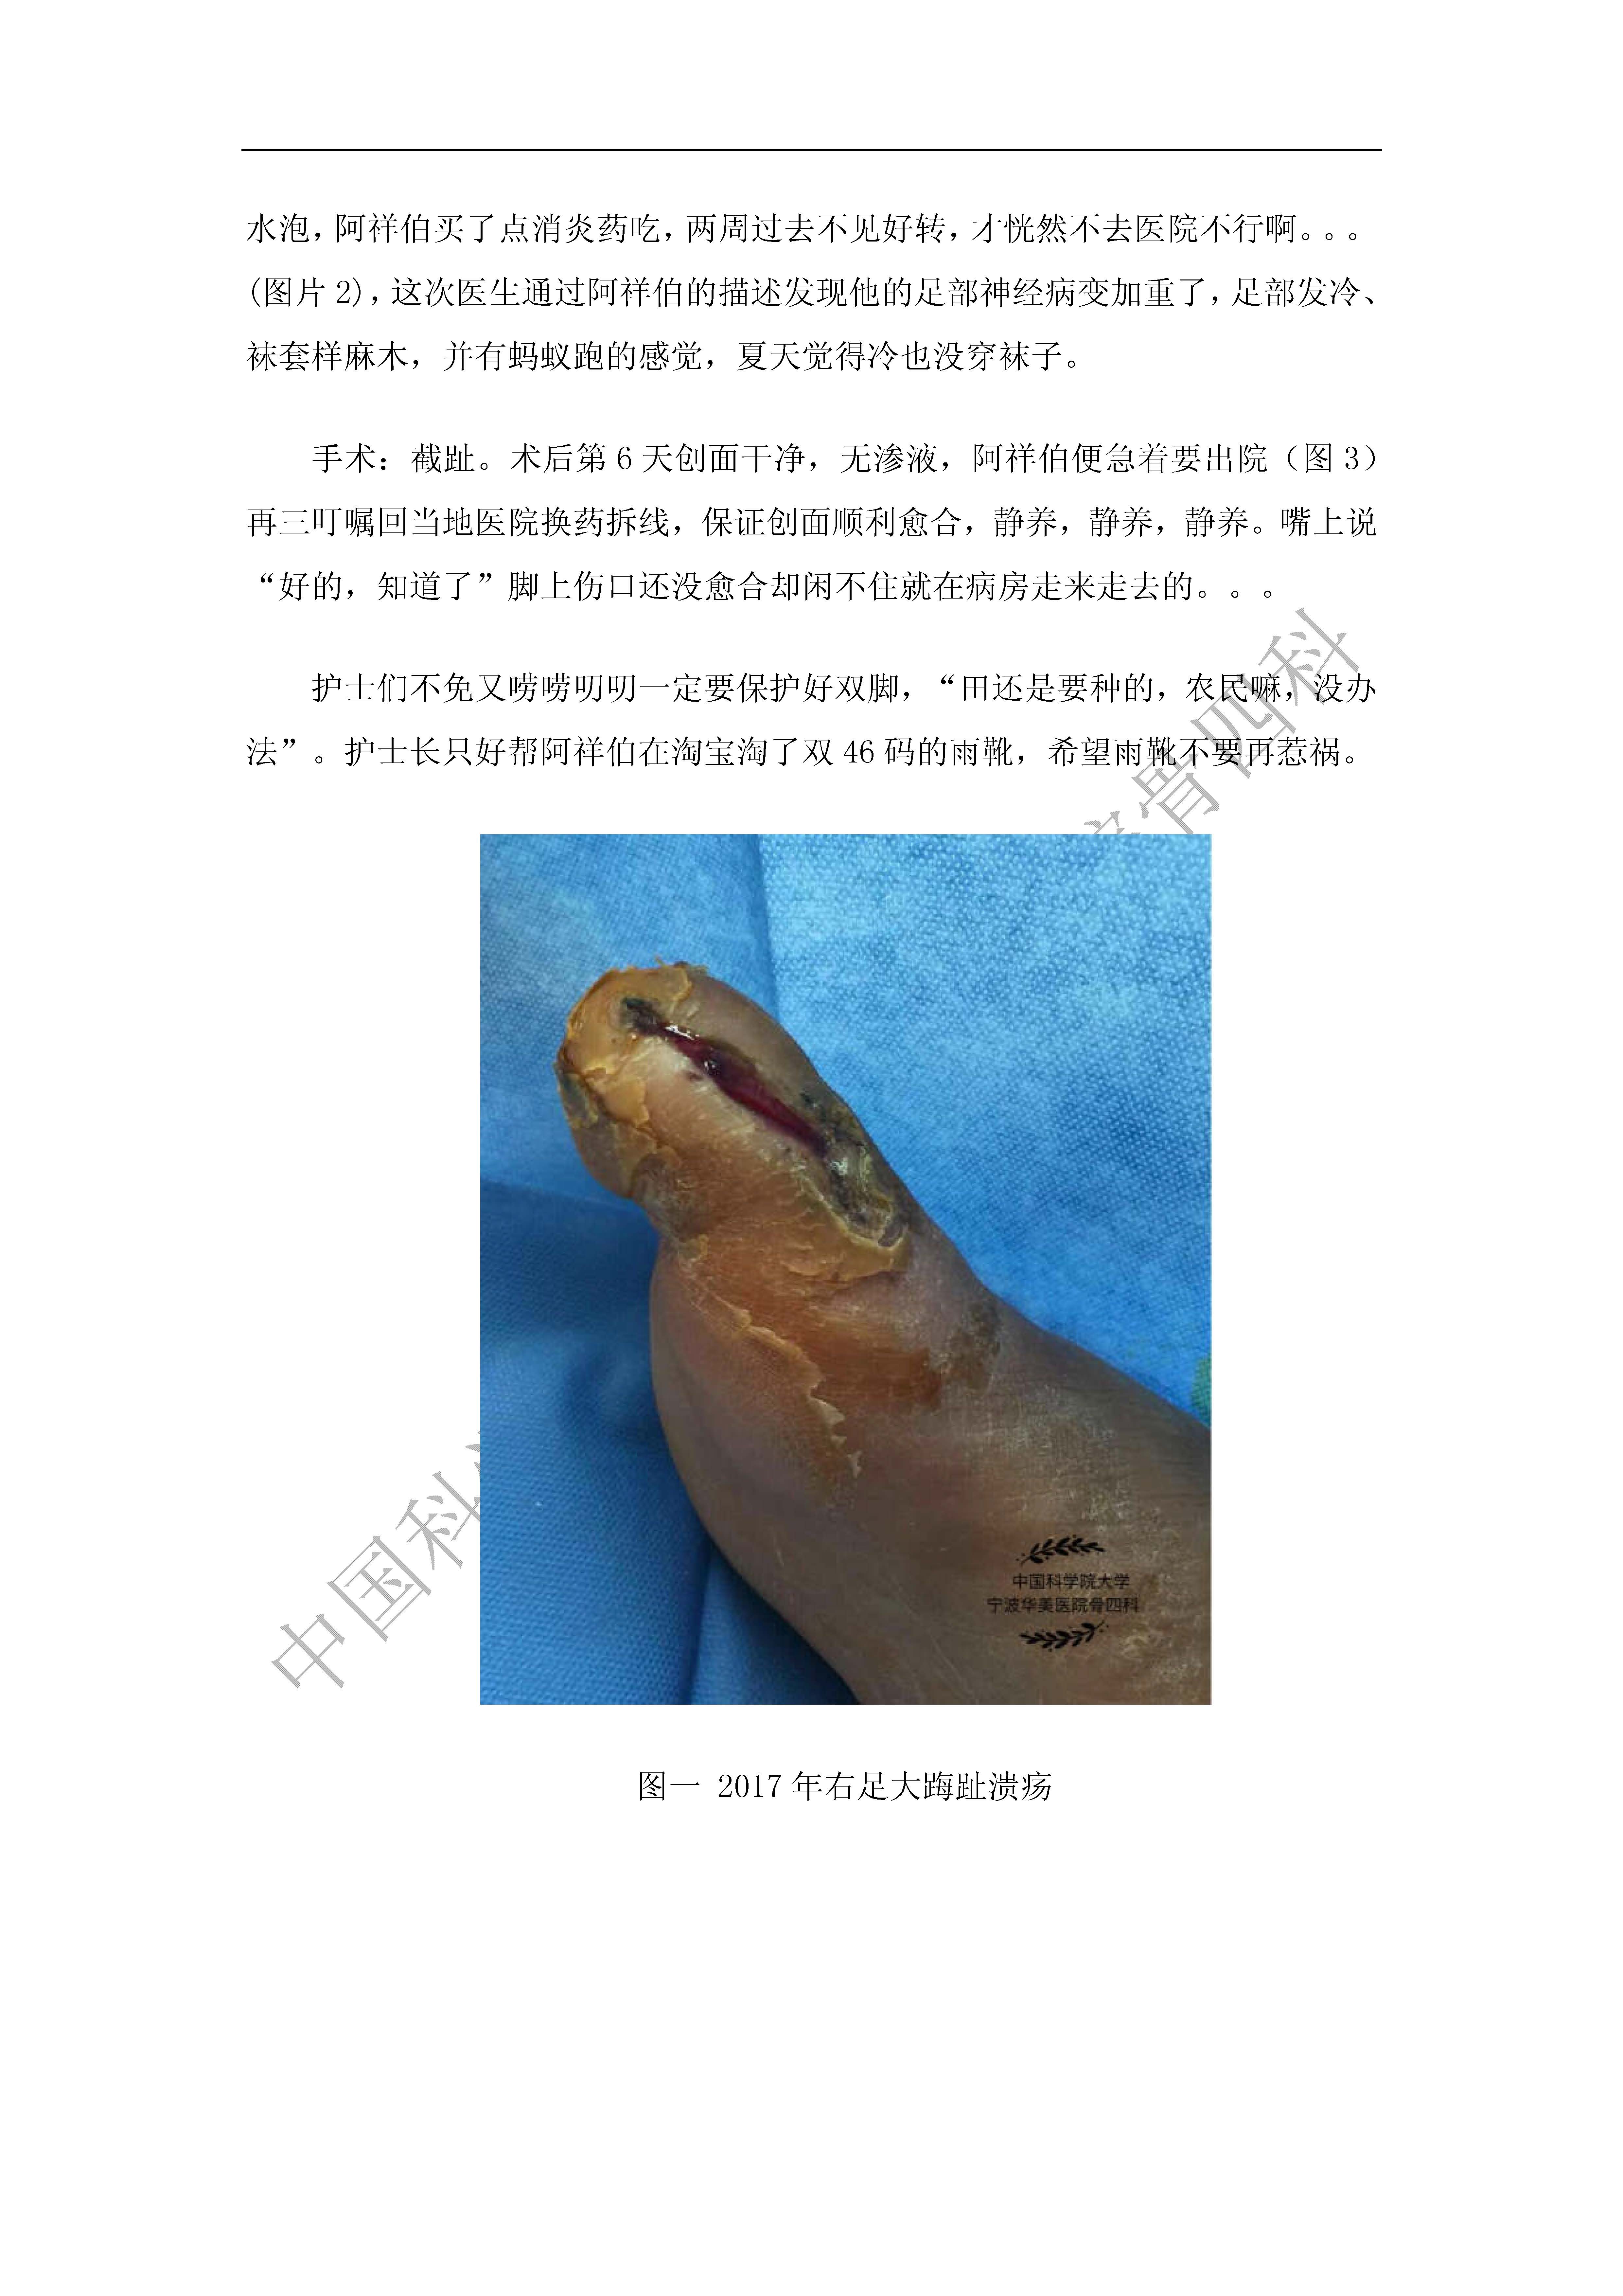 水泡，阿祥伯买了点消炎药吃，两周过去不见好转，才恍然不去医院不行啊。。。
(图片 2)，这次医生通过阿祥伯的描述发现他的足部神经病变加重了，足部发冷、
袜套样麻木，并有蚂蚁跑的感觉，夏天觉得冷也没穿袜子。
手术：截趾。术后第 6 天创面干净，无渗液，阿祥伯便急着要出院（图 3）
再三叮嘱回当地医院换药拆线，保证创面顺利愈合，静养，静养，静养。嘴上说
“好的，知道了”脚上伤口还没愈合却闲不住就在病房走来走去的。。。
护士们不免又唠唠叨叨一定要保护好双脚，“田还是要种的，农民嘛，没办
法”。护士长只好帮阿祥伯在淘宝淘了双 46 码的雨靴，希望雨靴不要再惹祸。
中国科
院骨四科
中国科学院大学
宁波华美医院骨四科
图一 2017 年右足大踇趾溃疡